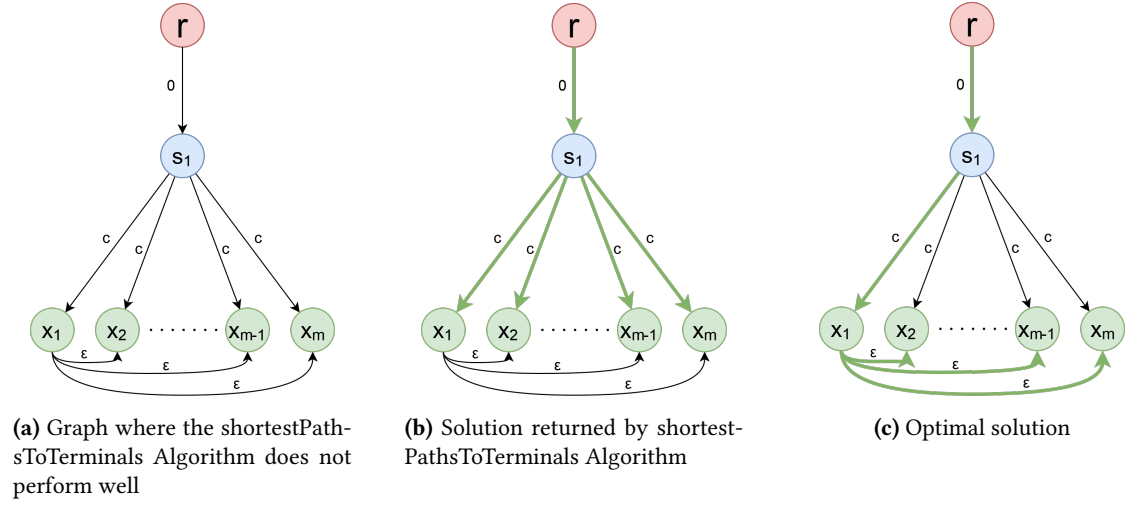 r
0
s1
c
c
c
c
x1
x2
· · · · · · ·
xm-1
xm
ε
ε
ε
(a) Graph where the shortestPath-
sToTerminals Algorithm does not
perform well
r
0
s1
c
c
c
c
x1
x2
· · · · · · · ·
xm-1
xm
ε
ε
ε
(b) Solution returned by shortest-
PathsToTerminals Algorithm
r
0
s1
c
c
c
c
x1
x2
· · · · · · · ·
xm-1
xm
ε
ε
ε
(c) Optimal solution